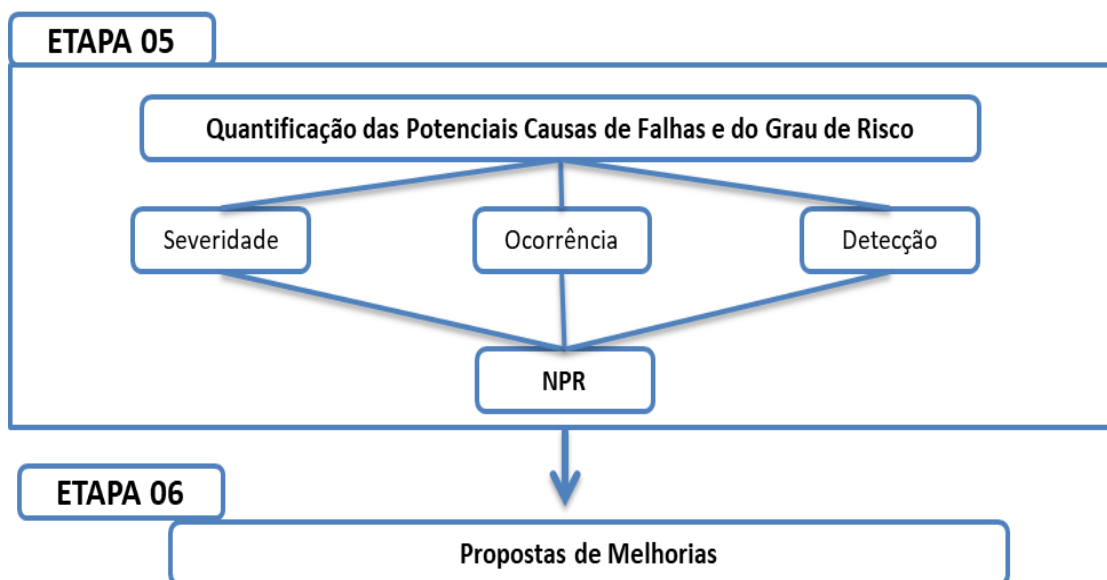 ETAPA 05
Quantificação das Potenciais Causas de Falhas e do Grau de Risco
Severidade
Ocorrência
Detecção
NPR
ETAPA 06
Propostas de Melhorias